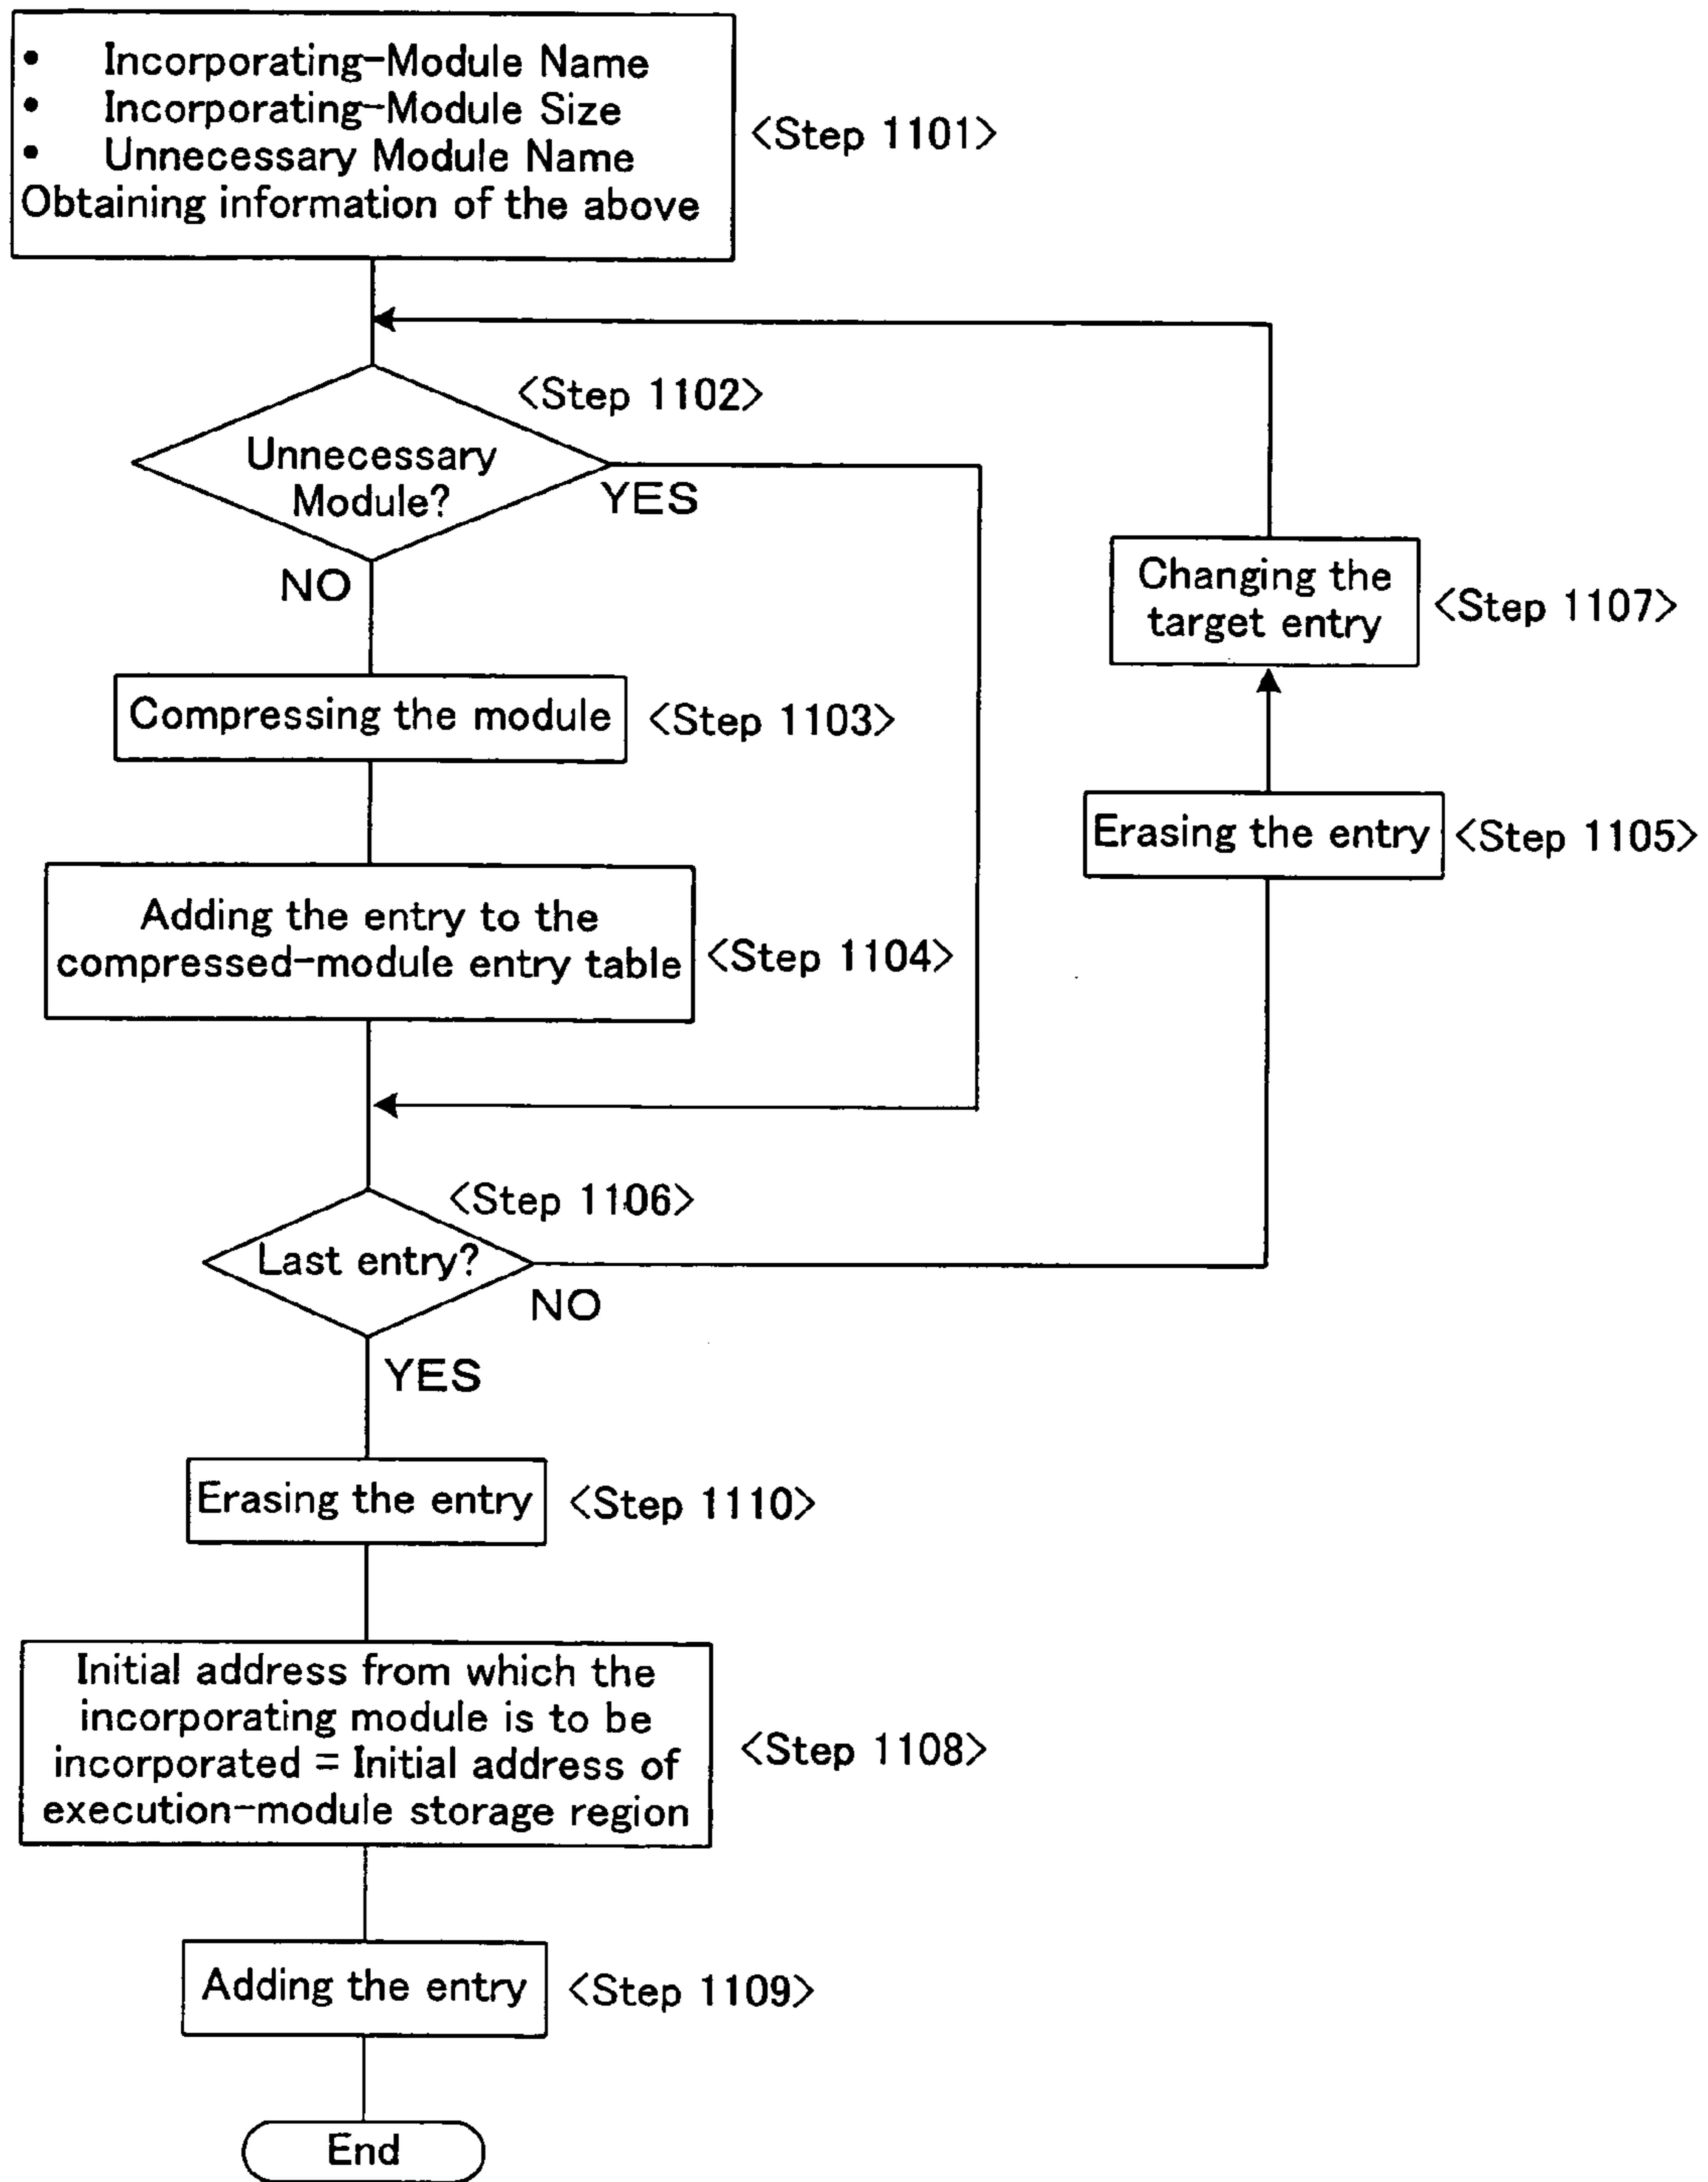 • Incorporating-Module Name
• Incorporating-Module Size
• Unnecessary Module Name
Obtaining information of the above
<Step 1101>
<Step 1102>
Unnecessary
Module?
YES
NO
Changing the
target entry
<Step 1107>
Compressing the module
<Step 1103>
Erasing the entry
<Step 1105>
Adding the entry to the
compressed-module entry table
<Step 1104>
<Step 1106>
Last entry?
NO
YES
Erasing the entry
<Step 1110>
Initial address from which the
incorporating module is to be
incorporated = Initial address of
execution-module storage region
<Step 1108>
Adding the entry
<Step 1109>
End